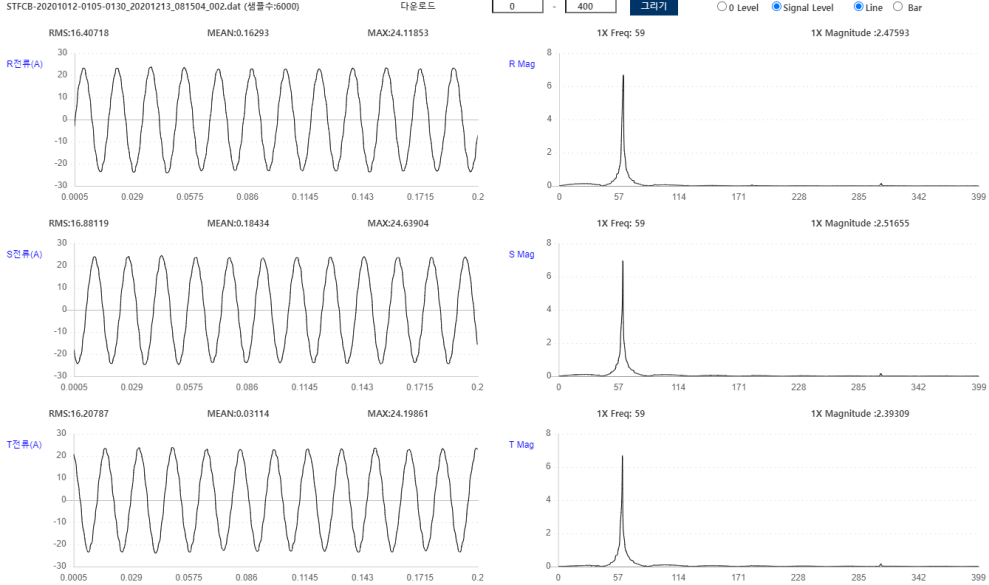 STFCB-20201012-0105-0130_20201213_081504_002.dat (샘플수:6000) 다운로드 0 - 400 그리기 0 Level Signal Level Line Bar
RMS:16.40718 MEAN:0.16293 MAX:24.11853 1X Freq: 59 1X Magnitude :2.47593
R전류(A)
30
20
10
0
-10
-20
-30
0.0005 0.029 0.0575 0.086 0.1145 0.143 0.1715 0.2
R Mag
8
6
4
2
0
0 57 114 171 228 285 342 399
RMS:16.88119 MEAN:0.18434 MAX:24.63904 1X Freq: 59 1X Magnitude :2.51655
S전류(A)
30
20
10
0
-10
-20
-30
0.0005 0.029 0.0575 0.086 0.1145 0.143 0.1715 0.2
S Mag
8
6
4
2
0
0 57 114 171 228 285 342 399
RMS:16.20787 MEAN:0.03114 MAX:24.19861 1X Freq: 59 1X Magnitude :2.39309
T전류(A)
30
20
10
0
-10
-20
-30
0.0005 0.029 0.0575 0.086 0.1145 0.143 0.1715 0.2
T Mag
8
6
4
2
0
0 57 114 171 228 285 342 399